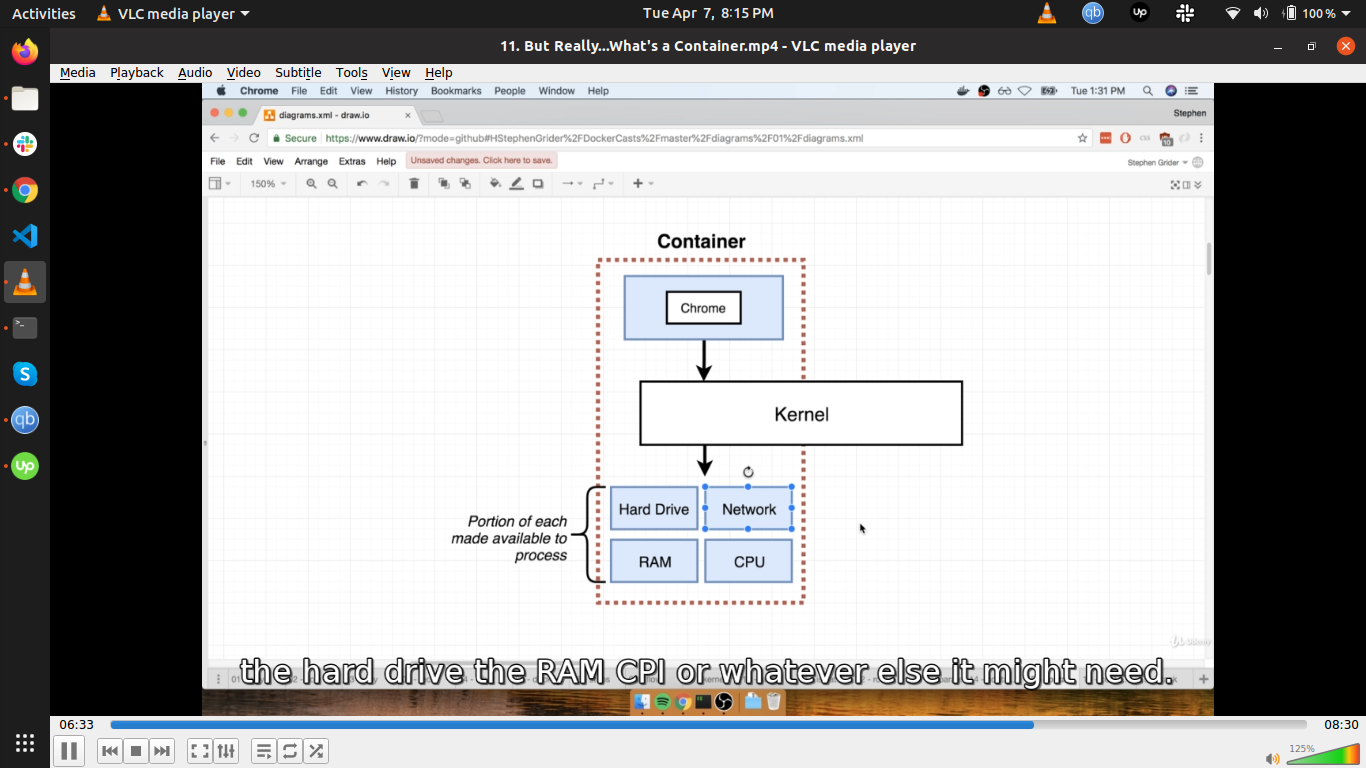 Activities VLC media player Tue Apr 7, 8:15 PM qb up 100 %
11. But Really...What's a Container.mp4 - VLC media player
Media Playback Audio Video Subtitle Tools View Help
Chrome File Edit View History Bookmarks People Window Help Tue 1:31 PM
diagrams.xml - draw.io × Stephen
Secure https://www.draw.io/?mode=github#HStephenGrider%2FDockerCasts%2Fmaster%2Fdiagrams%2F01%2Fdiagrams.xml
File Edit View Arrange Extras Help Unsaved changes. Click here to save. Stephen Grider
150%
Container
Chrome
Kernel
Hard Drive Network
Portion of each
made available to
process
RAM CPU
the hard drive the RAM CPI or whatever else it might need.
06:33 08:30
125%
S
qb
up